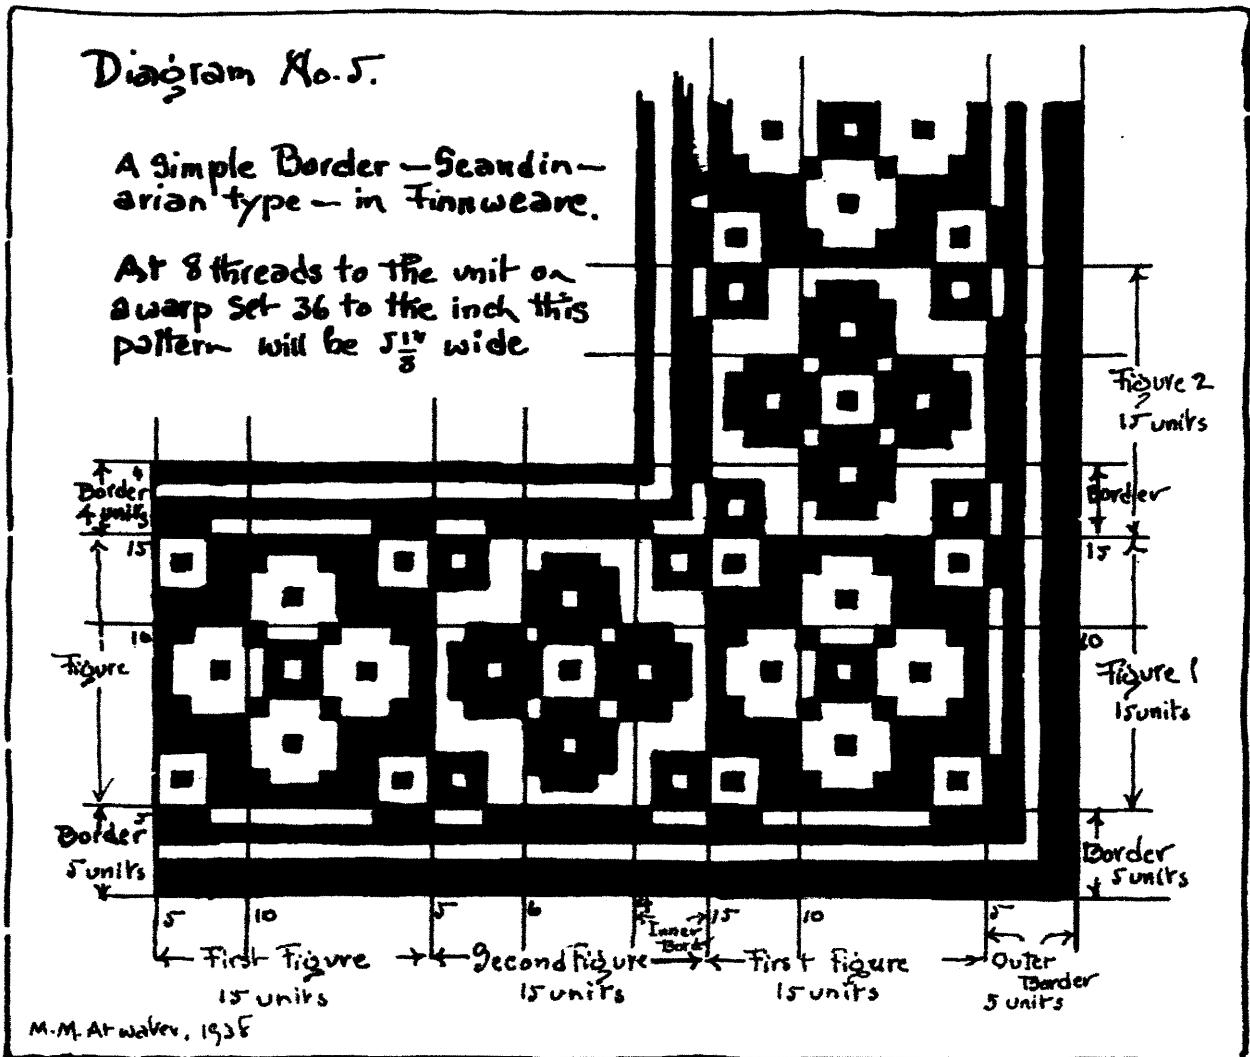 Diagram No. 5.
A Simple Border — Scandin—
avian type — in Finnweave.
At 8 threads to the unit on
a warp set 36 to the inch this
pattern will be 5 1/8" wide
Figure 2
15 units
4
Border
4 units
Border
15
15
10
10
Figure
Figure 1
15 units
5
Border
5 units
Border
5 units
5
10
5
6
4
15
10
5
Inner
Bord
First Figure
Second Figure
First Figure
Outer
Border
15 units
15 units
15 units
5 units
M.M. Atwater,